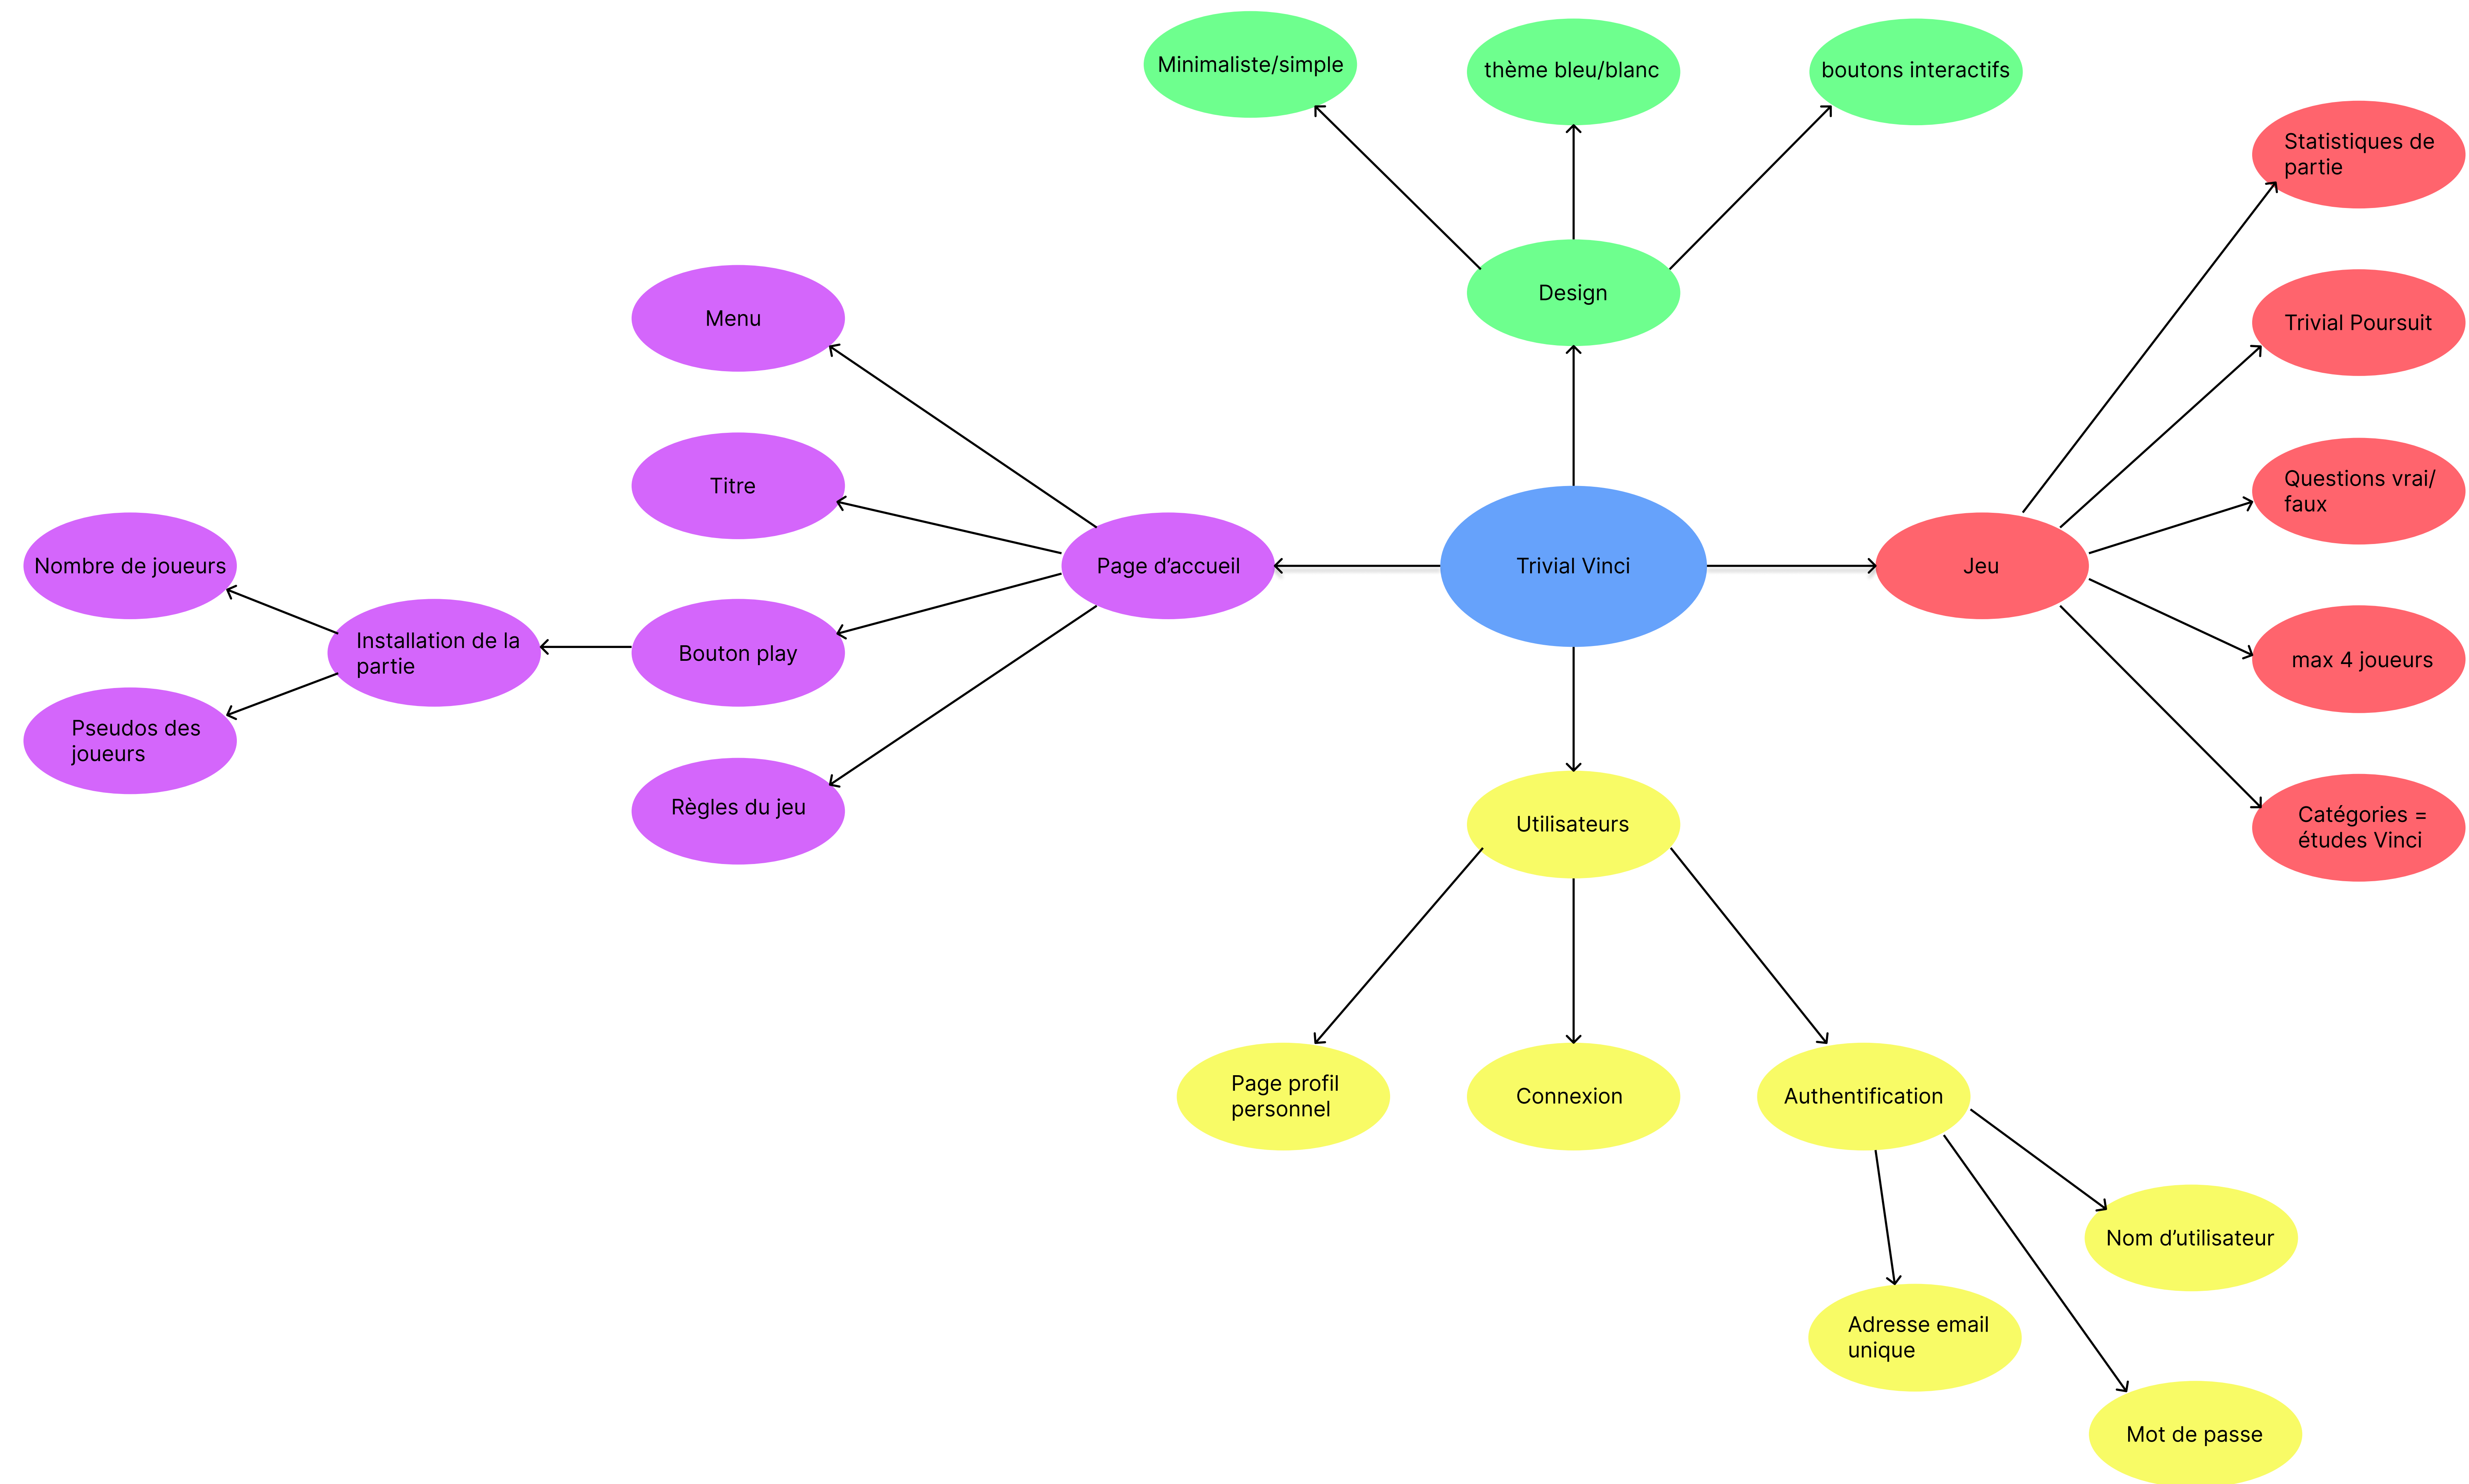 Minimaliste/simple
thème bleu/blanc
boutons interactifs
Statistiques de
partie
Design
Menu
Trivial Poursuit
Titre
Questions vrai/
faux
Nombre de joueurs
Page d’accueil
Trivial Vinci
Jeu
Installation de la
partie
Bouton play
max 4 joueurs
Pseudos des
joueurs
Règles du jeu
Utilisateurs
Catégories =
études Vinci
Page profil
personnel
Connexion
Authentification
Nom d’utilisateur
Adresse email
unique
Mot de passe